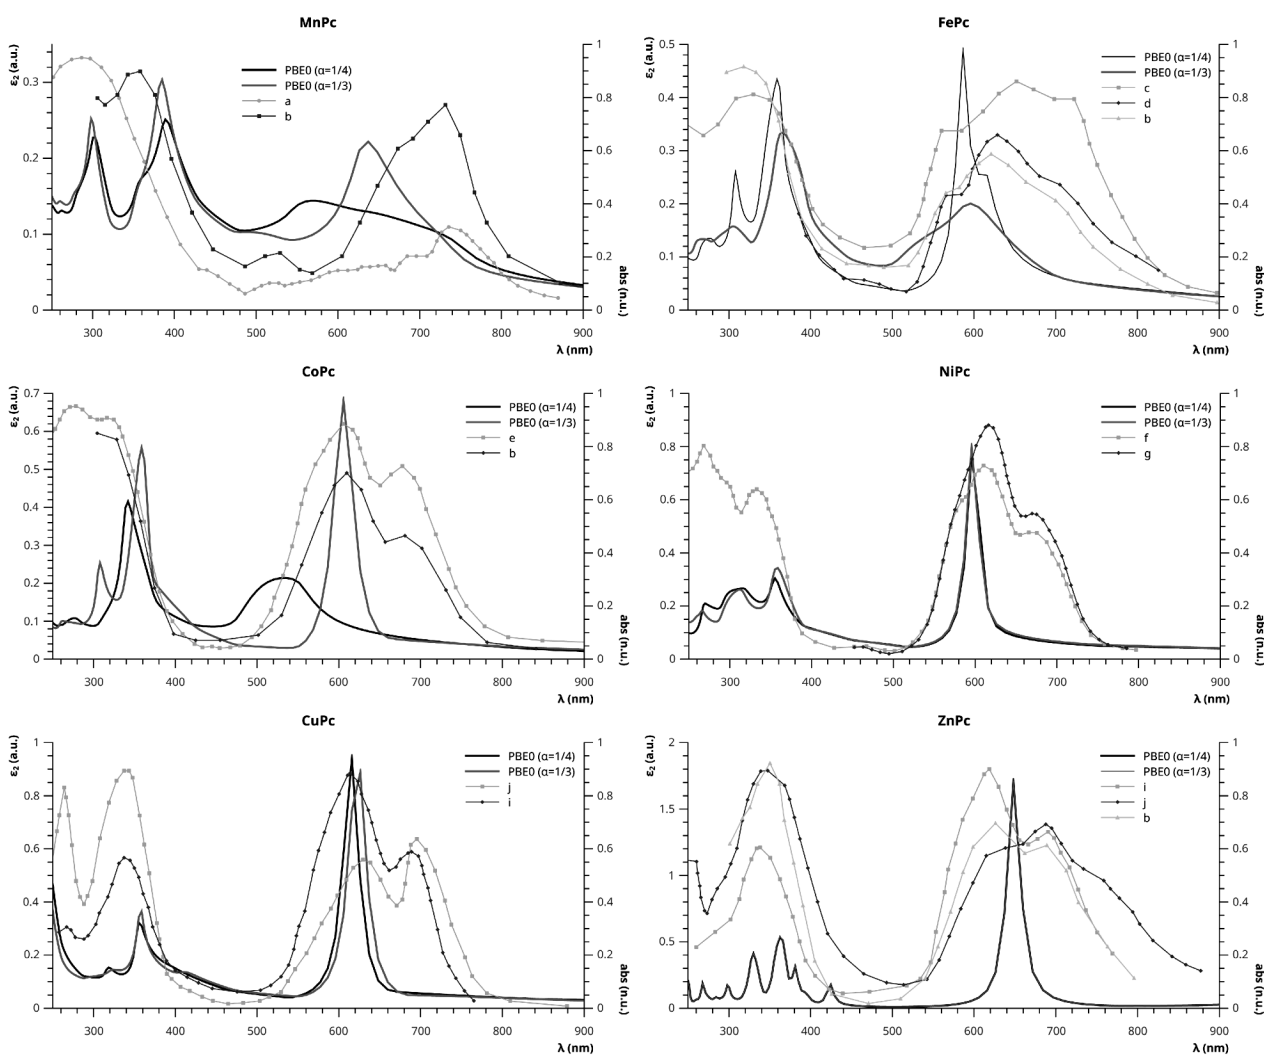 MnPc
ε2 (a.u.)
0.3
0.2
0.1
0
PBE0 (α=1/4)
PBE0 (α=1/3)
a
b
1
0.8
0.6
0.4
0.2
0
abs (n.u.)
300 400 500 600 700 800 900
λ (nm)
FePc
ε2 (a.u.)
0.5
0.4
0.3
0.2
0.1
0
PBE0 (α=1/4)
PBE0 (α=1/3)
c
d
b
1
0.8
0.6
0.4
0.2
0
abs (n.u.)
300 400 500 600 700 800 900
λ (nm)
CoPc
ε2 (a.u.)
0.7
0.6
0.5
0.4
0.3
0.2
0.1
0
PBE0 (α=1/4)
PBE0 (α=1/3)
e
b
1
0.8
0.6
0.4
0.2
0
abs (n.u.)
300 400 500 600 700 800 900
λ (nm)
NiPc
ε2 (a.u.)
1
0.8
0.6
0.4
0.2
0
PBE0 (α=1/4)
PBE0 (α=1/3)
f
g
1
0.8
0.6
0.4
0.2
0
abs (n.u.)
300 400 500 600 700 800 900
λ (nm)
CuPc
ε2 (a.u.)
1
0.8
0.6
0.4
0.2
0
PBE0 (α=1/4)
PBE0 (α=1/3)
j
i
1
0.8
0.6
0.4
0.2
0
abs (n.u.)
300 400 500 600 700 800 900
λ (nm)
ZnPc
ε2 (a.u.)
2
1.5
1
0.5
0
PBE0 (α=1/4)
PBE0 (α=1/3)
i
j
b
1
0.8
0.6
0.4
0.2
0
abs (n.u.)
300 400 500 600 700 800 900
λ (nm)